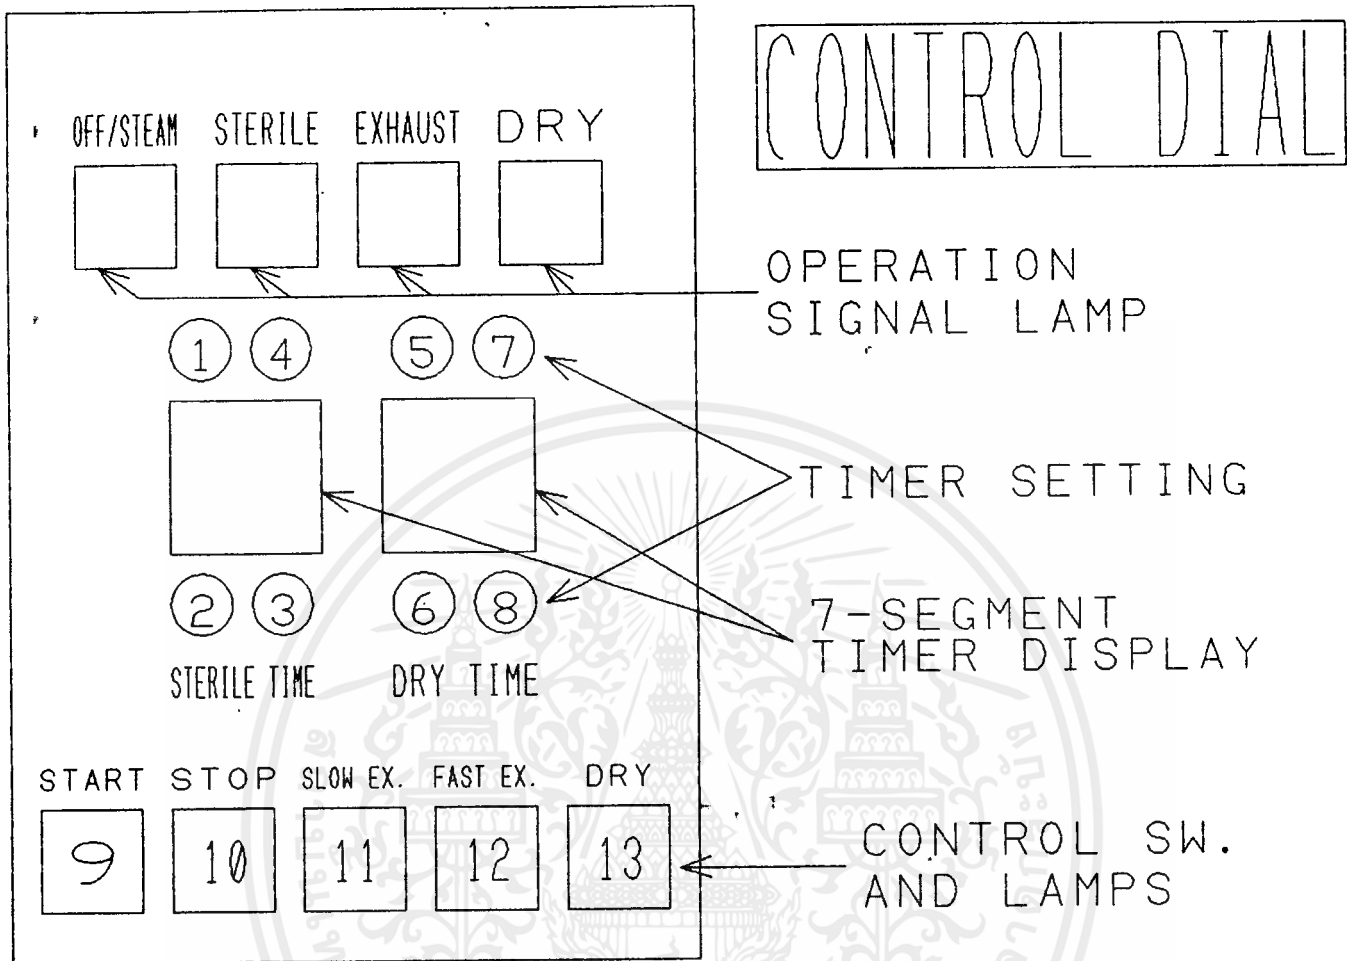 CONTROL DIAL
OFF/STEAM STERILE EXHAUST DRY
OPERATION
SIGNAL LAMP
1 4 5 7
TIMER SETTING
2 3 6 8
7-SEGMENT
TIMER DISPLAY
STERILE TIME DRY TIME
START STOP SLOW EX. FAST EX. DRY
9 10 11 12 13
CONTROL SW.
AND LAMPS